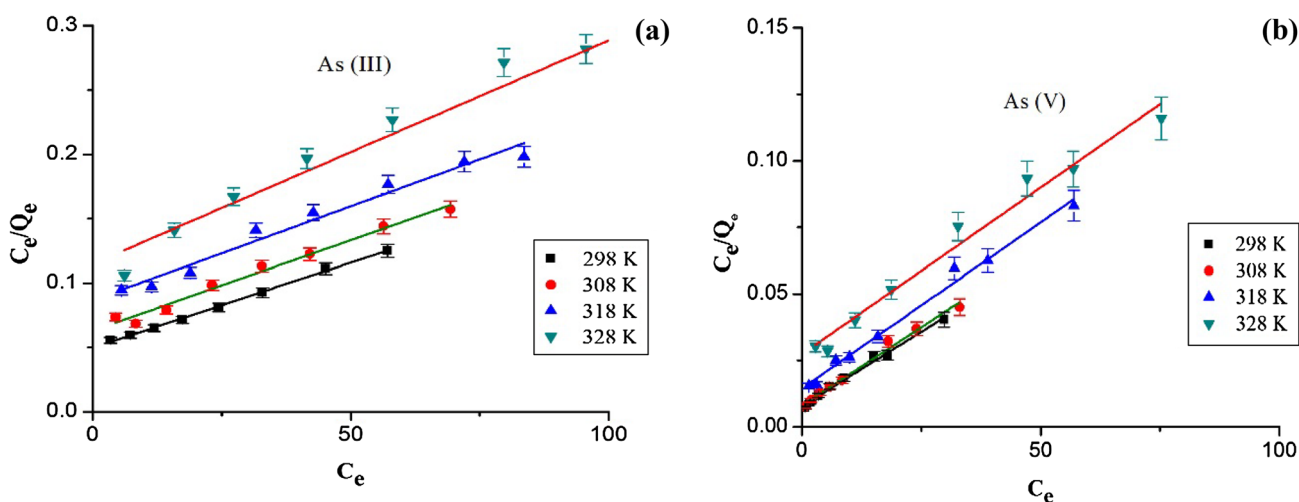 (a)
As (III)
0.3
0.2
0.1
0.0
Ce/Qe
298 K
308 K
318 K
328 K
0
50
100
Ce
(b)
As (V)
0.15
0.10
0.05
0.00
Ce/Qe
298 K
308 K
318 K
328 K
0
50
100
Ce